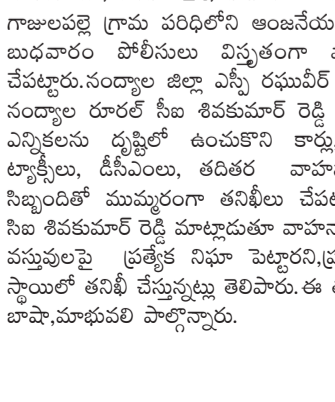 గాజులపల్లె గ్రామ పరిధిలోని ఆంజనేయ
బుధవారం పోలీసులు విస్తృతంగా
చేపట్టారు.నంద్యాల జిల్లా ఎస్పీ రఘువీర్
నంద్యాల రూరల్ సీఐ శివకుమార్ రెడ్డి
ఎన్నికలను దృష్టిలో ఉంచుకొని కార్లు,
ట్యాక్సీలు, డీసీఎంలు, తదితర వాహ
సిబ్బందితో ముమ్మరంగా తనిఖీలు చేపట
సిఐ శివకుమార్ రెడ్డి మాట్లాడుతూ వాహన
వస్తువులపై ప్రత్యేక నిఘా పెట్టారని,ప్ర
స్థాయిలో తనిఖీ చేస్తున్నట్లు తెలిపారు.ఈ త
బాషా,మాభువలి పాల్గొన్నారు.